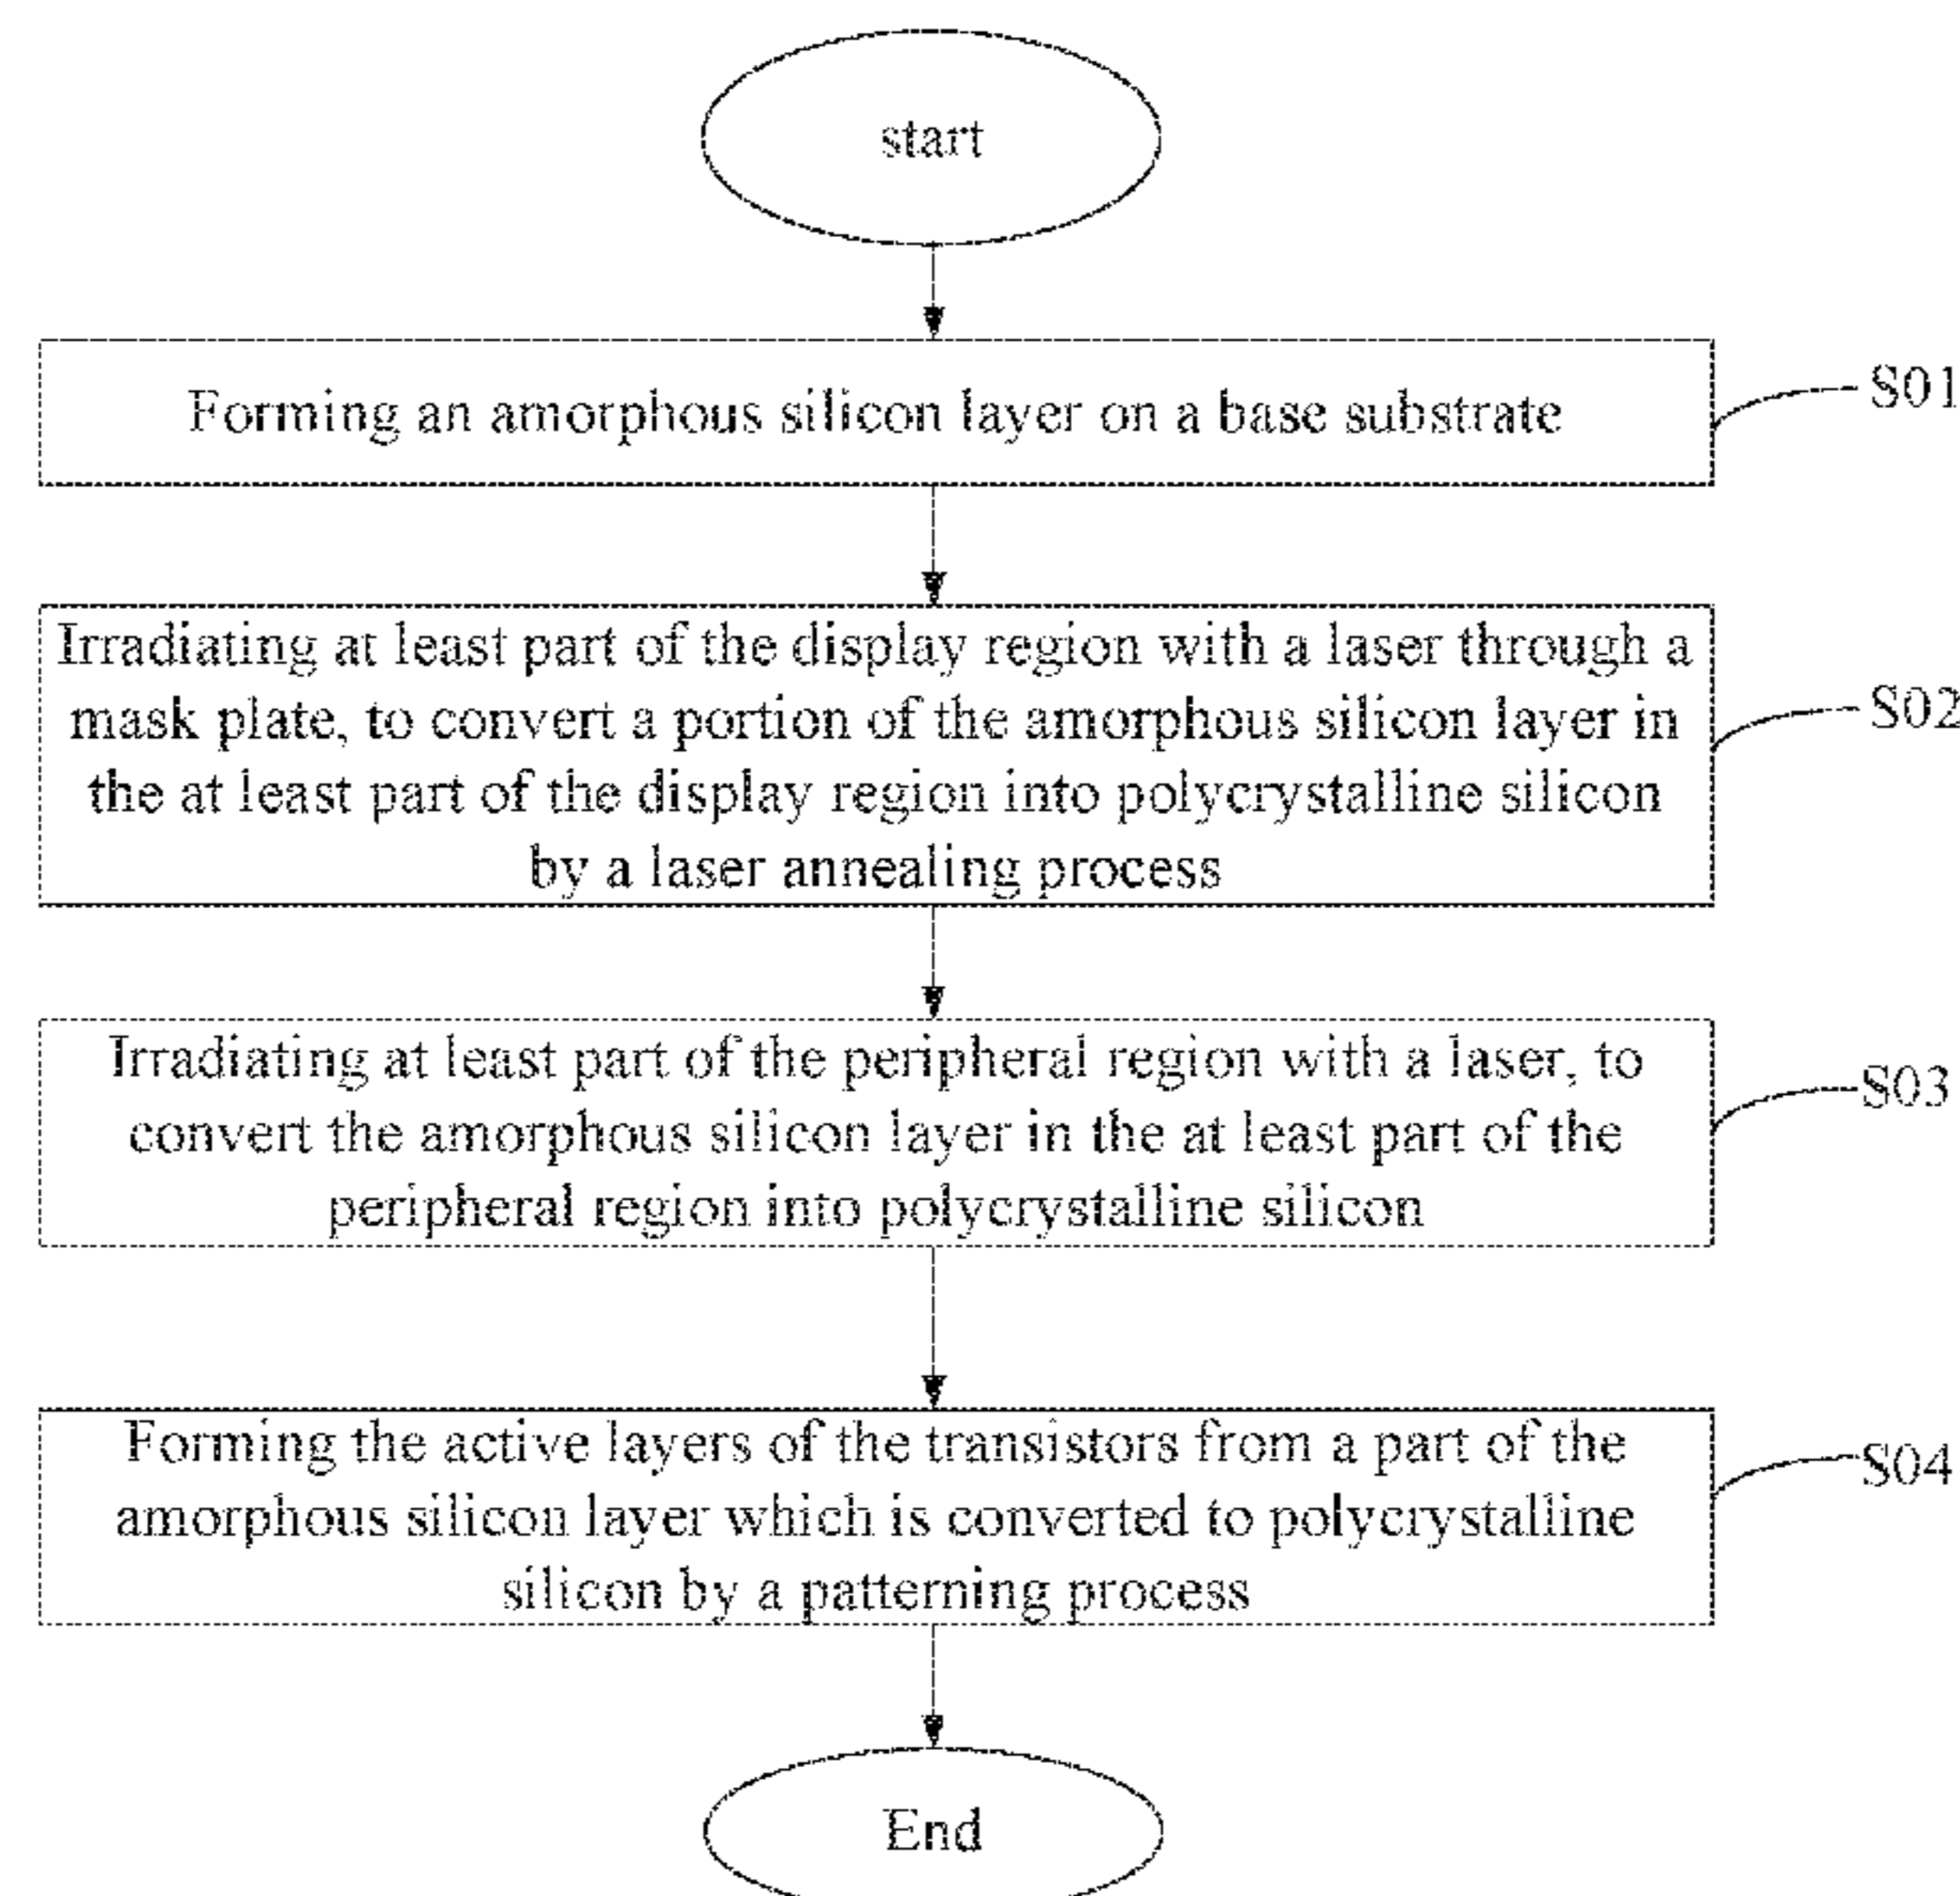 start
Forming an amorphous silicon layer on a base substrate
S01
Irradiating at least part of the display region with a laser through a
mask plate, to convert a portion of the amorphous silicon layer in
the at least part of the display region into polycrystalline silicon
by a laser annealing process
S02
Irradiating at least part of the peripheral region with a laser, to
convert the amorphous silicon layer in the at least part of the
peripheral region into polycrystalline silicon
S03
Forming the active layers of the transistors from a part of the
amorphous silicon layer which is converted to polycrystalline
silicon by a patterning process
S04
End